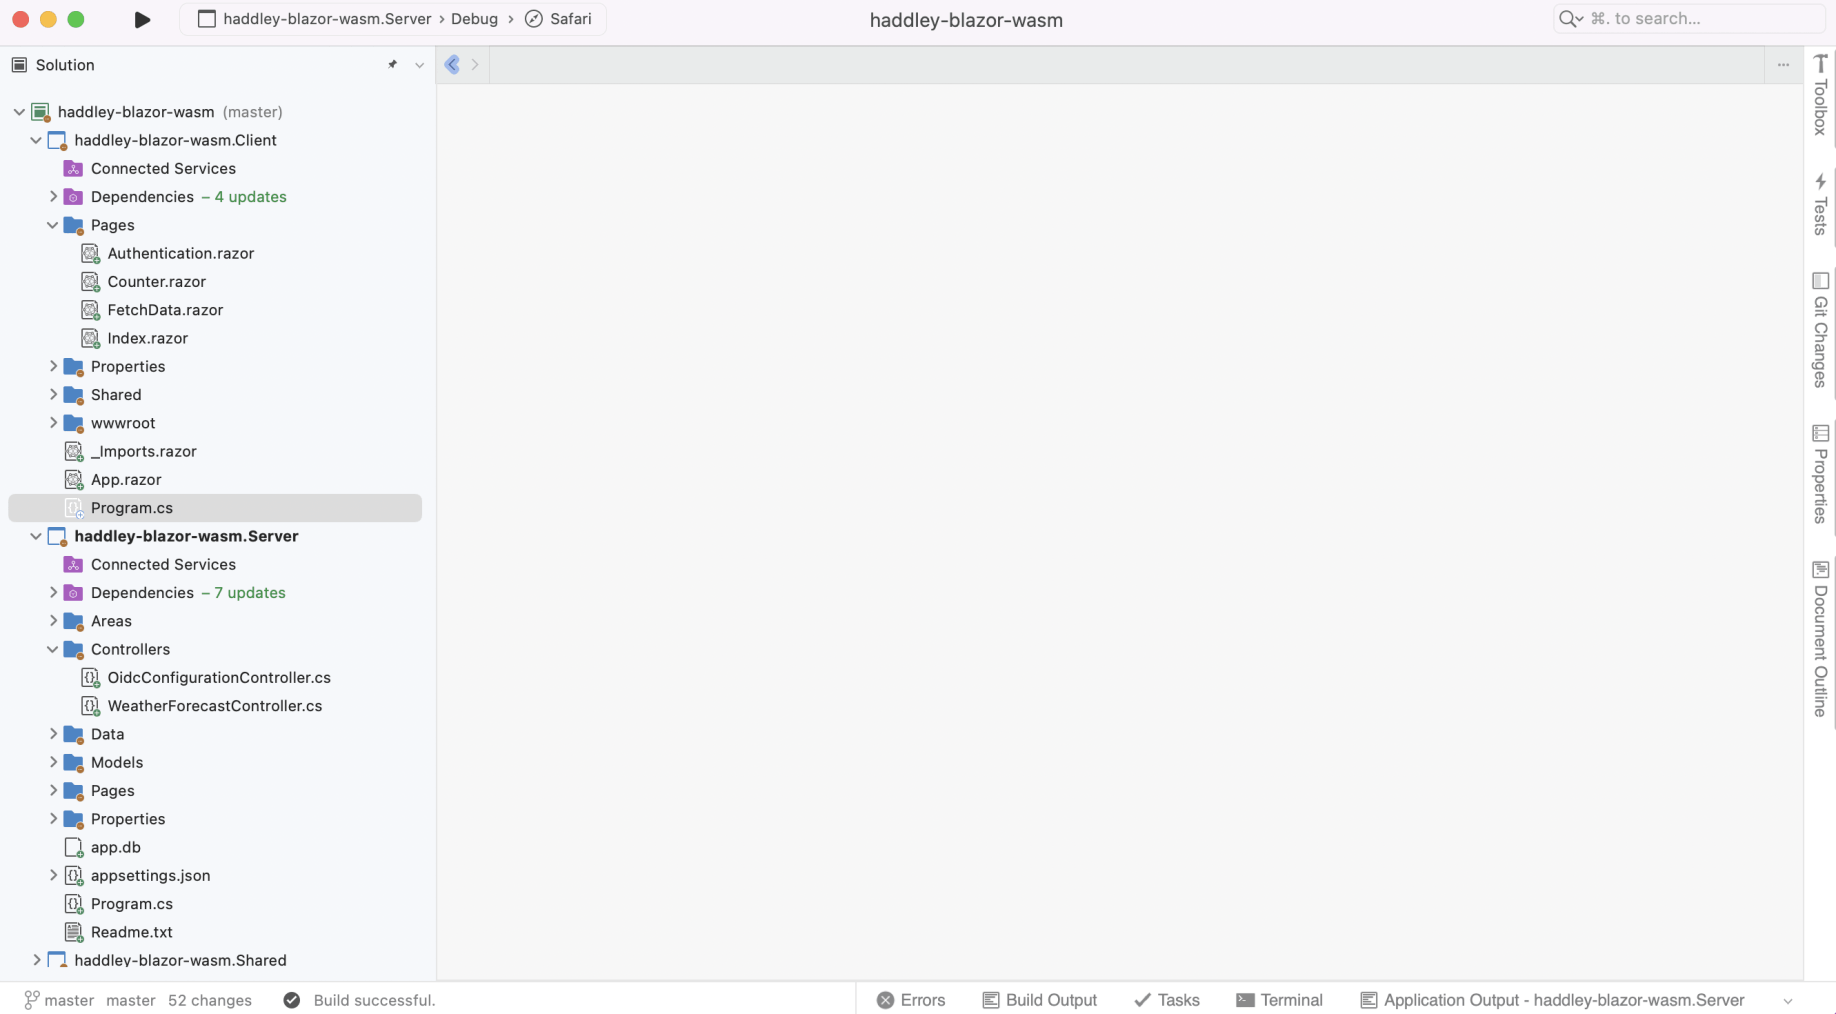 haddley-blazor-wasm.Server › Debug › Safari
haddley-blazor-wasm
⌘. to search...
Solution
haddley-blazor-wasm (master)
haddley-blazor-wasm.Client
Connected Services
Dependencies – 4 updates
Pages
Authentication.razor
Counter.razor
FetchData.razor
Index.razor
Properties
Shared
wwwroot
_Imports.razor
App.razor
Program.cs
haddley-blazor-wasm.Server
Connected Services
Dependencies – 7 updates
Areas
Controllers
OidcConfigurationController.cs
WeatherForecastController.cs
Data
Models
Pages
Properties
app.db
appsettings.json
Program.cs
Readme.txt
haddley-blazor-wasm.Shared
Toolbox
Tests
Git Changes
Properties
Document Outline
master master 52 changes Build successful.
Errors Build Output Tasks Terminal Application Output - haddley-blazor-wasm.Server